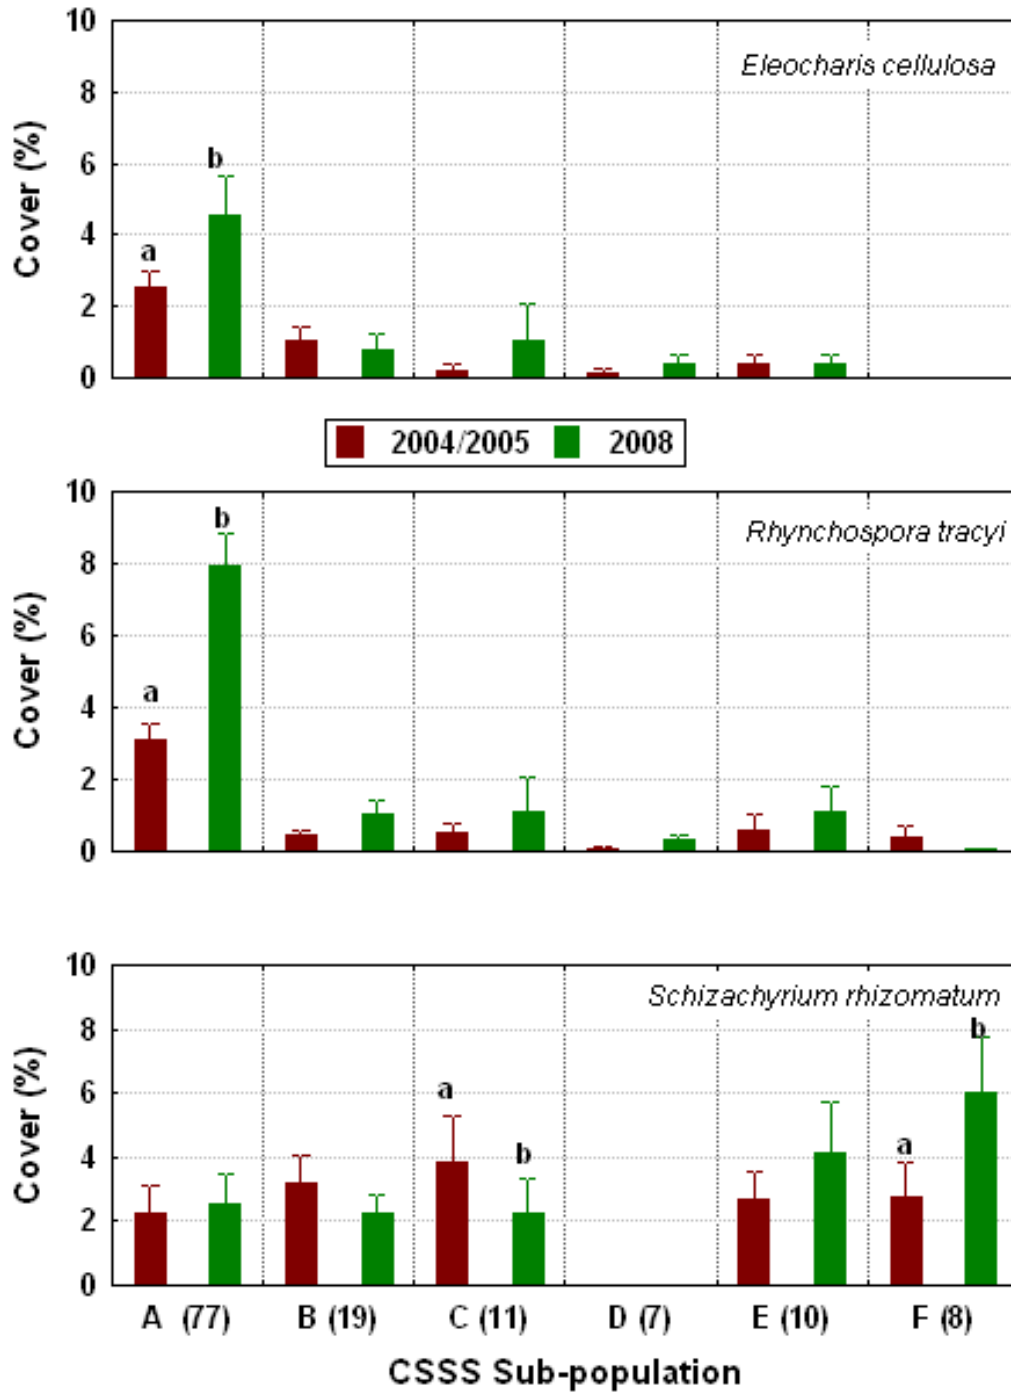 10
Eleocharis cellulosa
8
6
b
4
a
2
0
Cover (%)
2004/2005 2008
10
b
Rhynchospora tracyi
8
6
a
4
2
0
Cover (%)
10
Schizachyrium rhizomatum
8
b
6
a
4
b
a
2
0
Cover (%)
A (77) B (19) C (11) D (7) E (10) F (8)
CSSS Sub-population